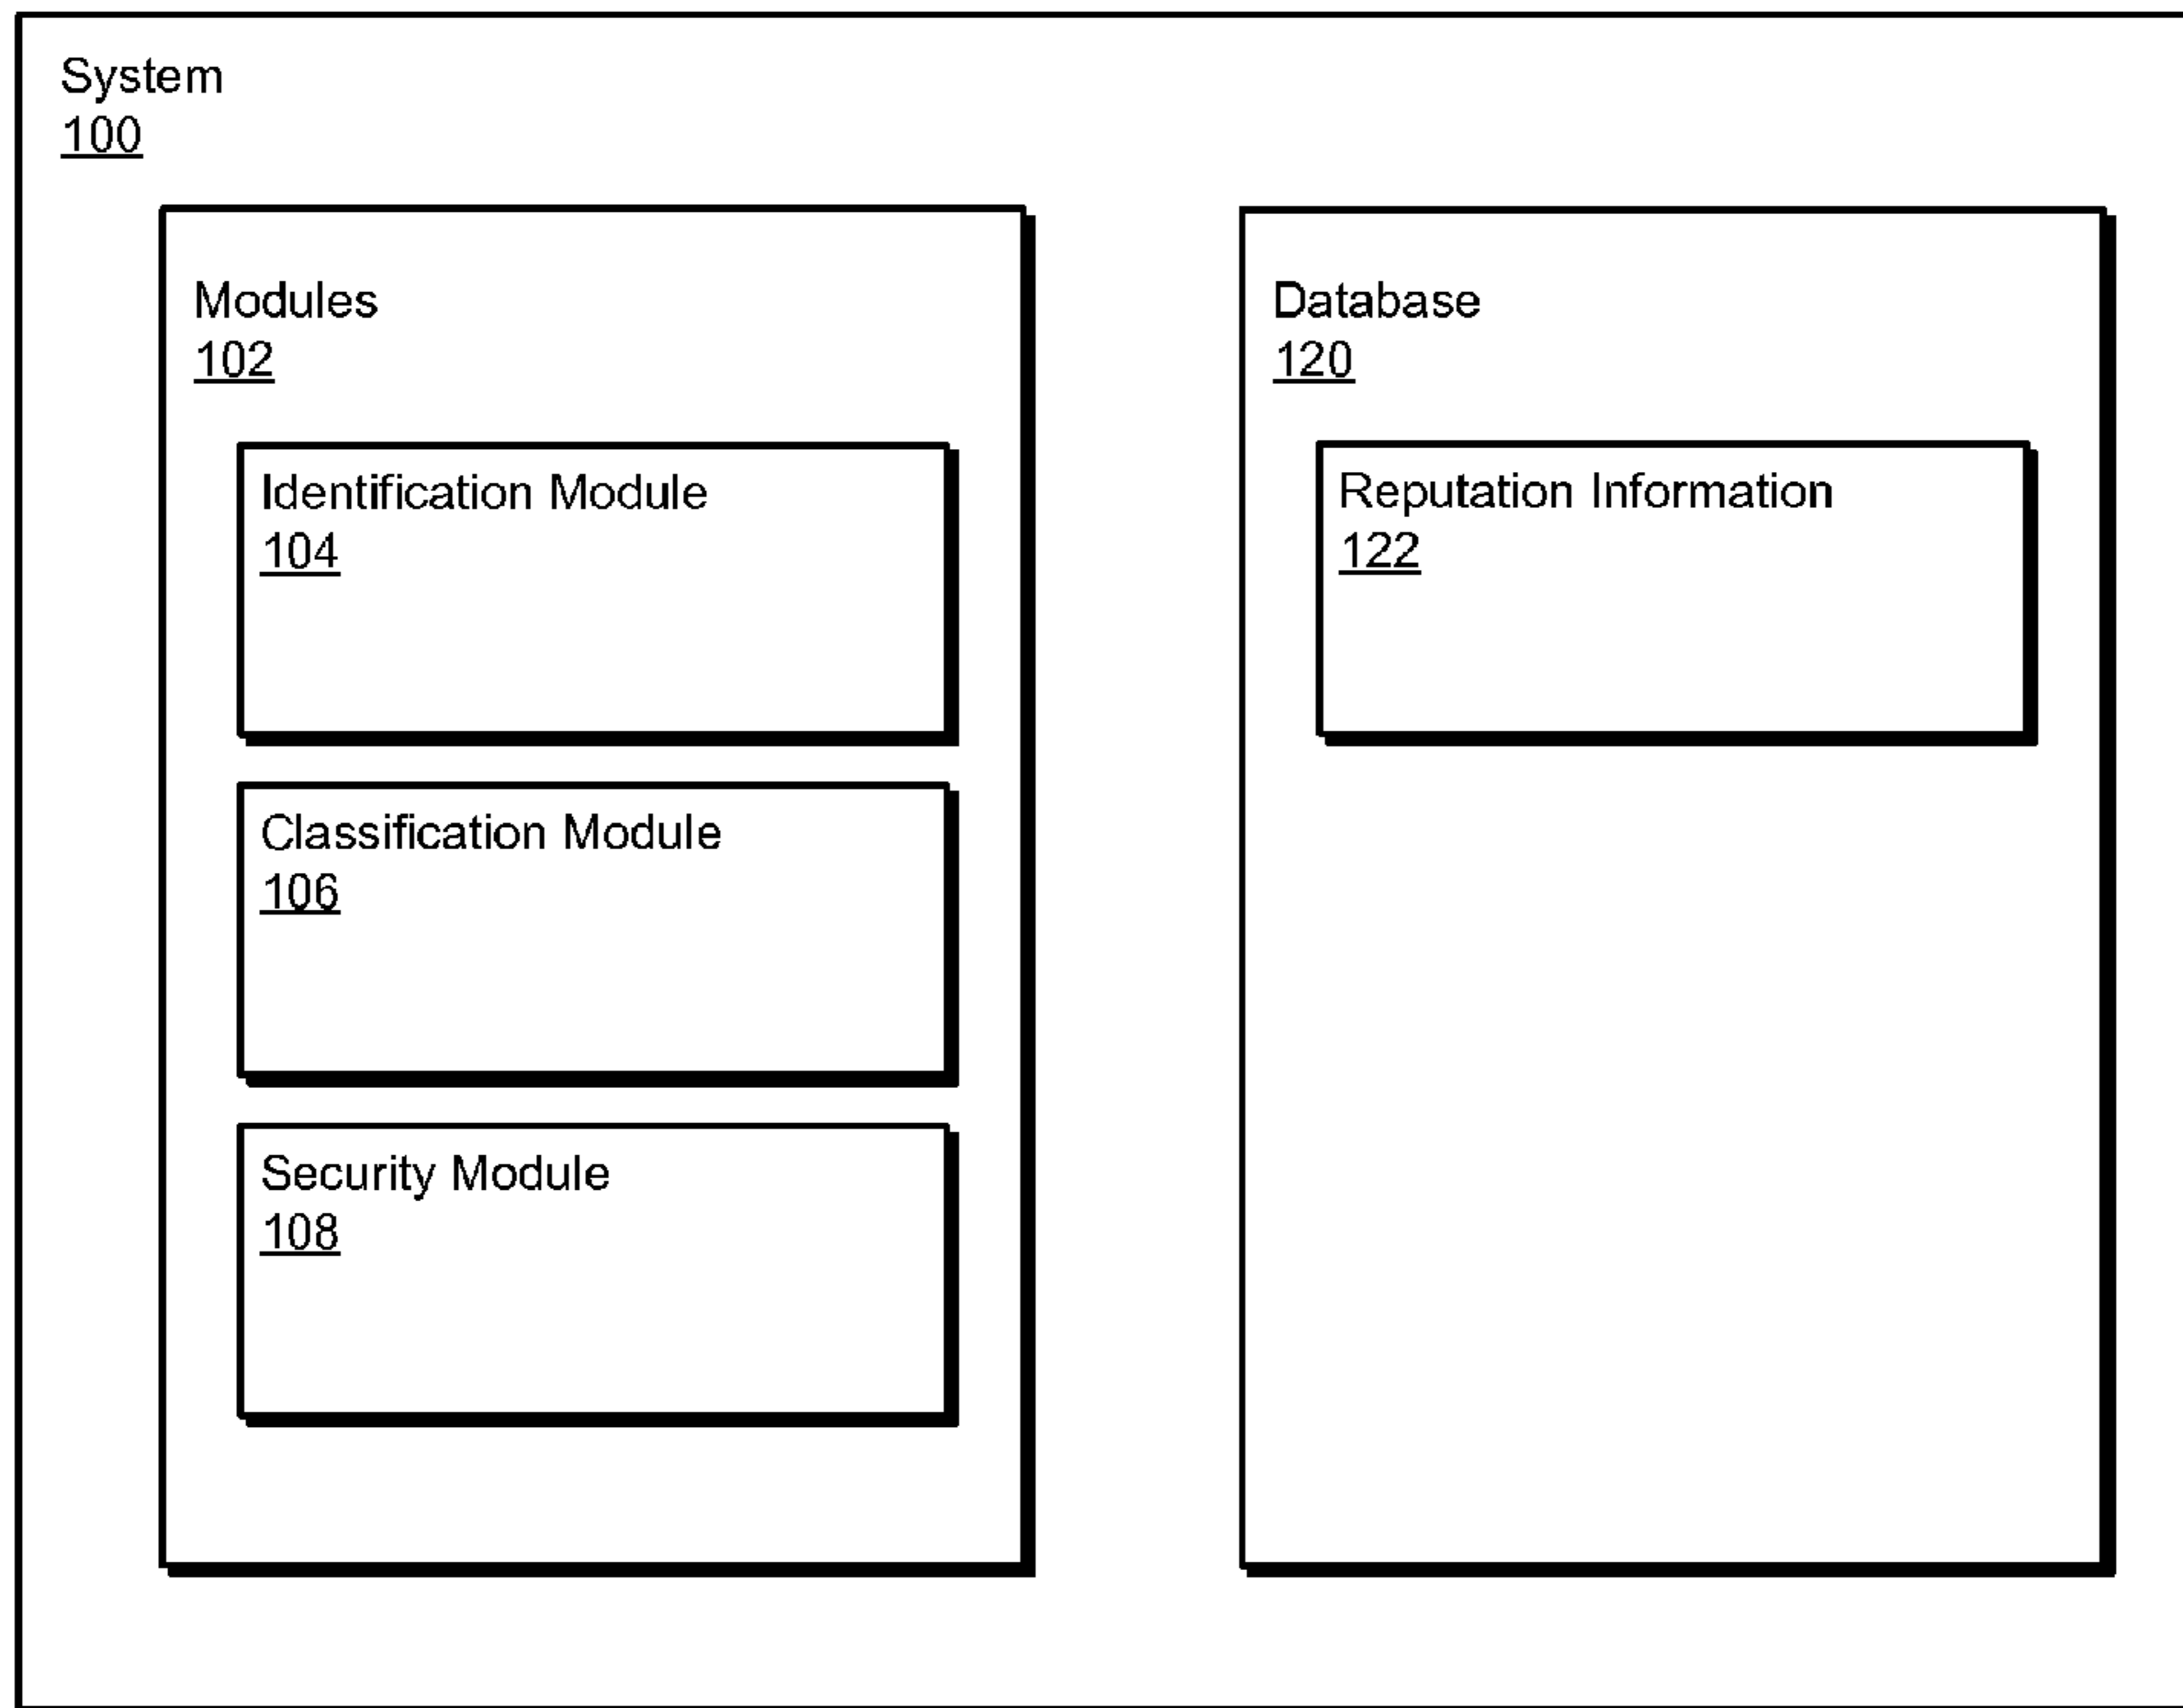 System
100
Modules
102
Identification Module
104
Classification Module
106
Security Module
108
Database
120
Reputation Information
122